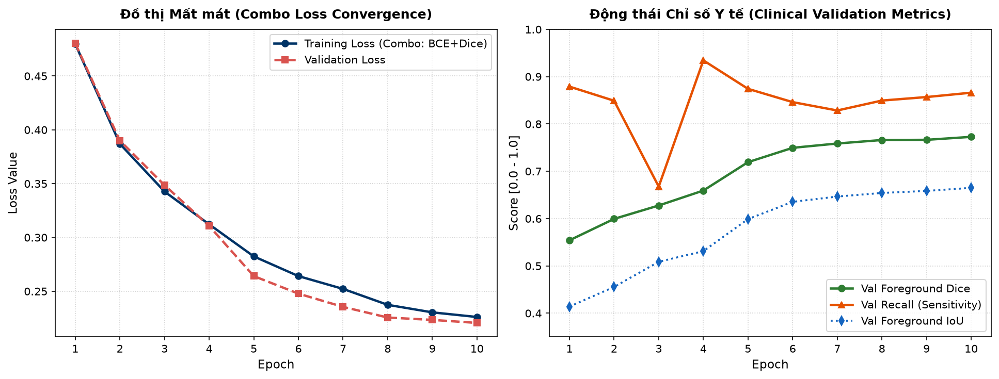 Đồ thị Mất mát (Combo Loss Convergence)
Training Loss (Combo: BCE+Dice)
Validation Loss
Loss Value
0.45
0.40
0.35
0.30
0.25
1 2 3 4 5 6 7 8 9 10
Epoch
Động thái Chỉ số Y tế (Clinical Validation Metrics)
Score [0.0 - 1.0]
1.0
0.9
0.8
0.7
0.6
0.5
0.4
Val Foreground Dice
Val Recall (Sensitivity)
Val Foreground IoU
1 2 3 4 5 6 7 8 9 10
Epoch